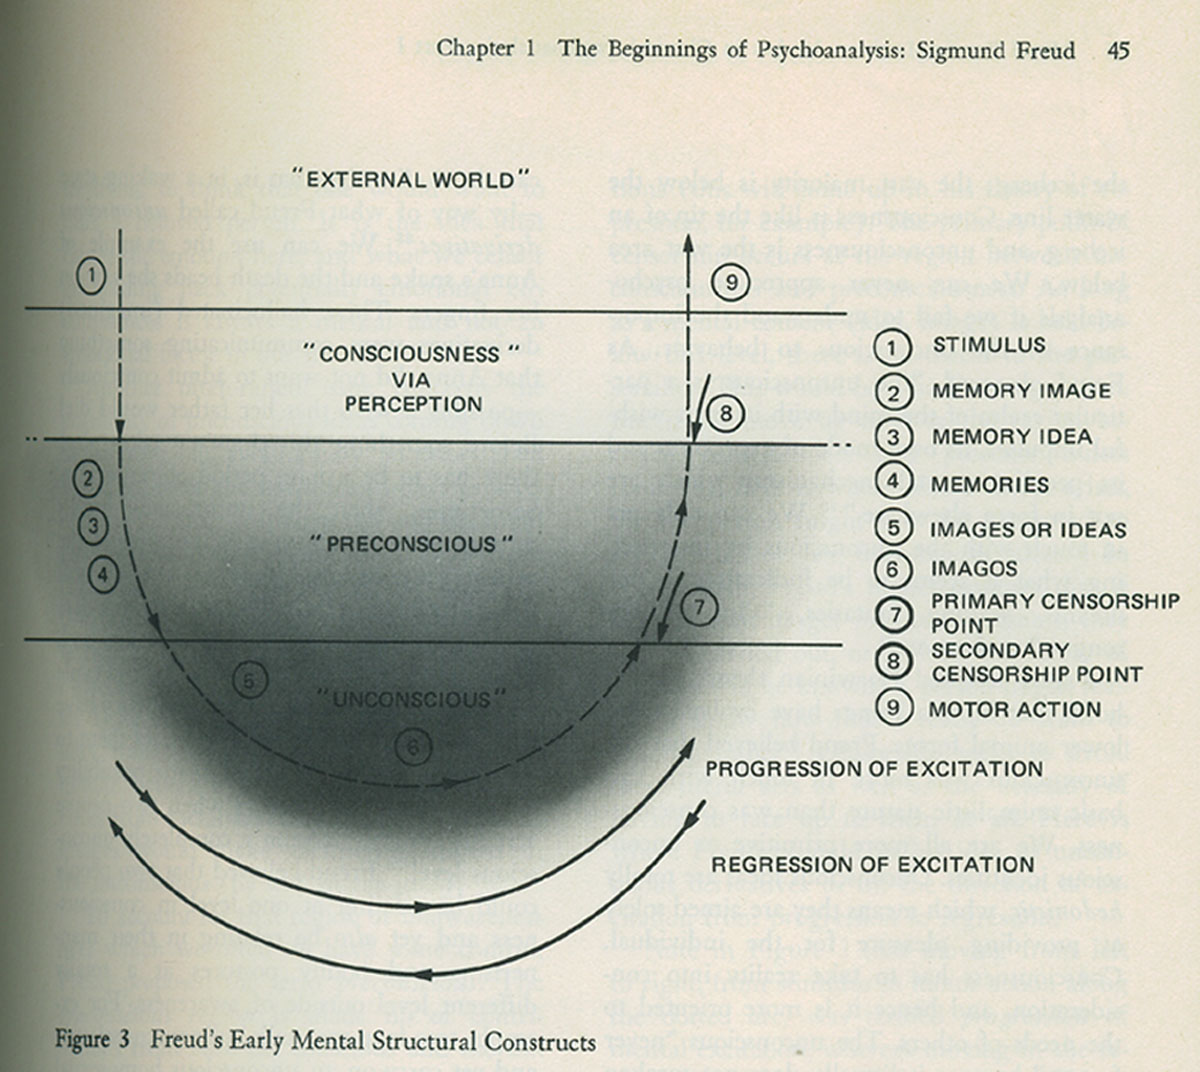 Chapter 1 The Beginnings of Psychoanalysis: Sigmund Freud 45
"EXTERNAL WORLD"
1
9
"CONSCIOUSNESS"
VIA
PERCEPTION
8
2
3
4
"PRECONSCIOUS"
7
5
"UNCONSCIOUS"
6
1 STIMULUS
2 MEMORY IMAGE
3 MEMORY IDEA
4 MEMORIES
5 IMAGES OR IDEAS
6 IMAGOS
7 PRIMARY CENSORSHIP
POINT
8 SECONDARY
CENSORSHIP POINT
9 MOTOR ACTION
PROGRESSION OF EXCITATION
REGRESSION OF EXCITATION
Figure 3 Freud's Early Mental Structural Constructs